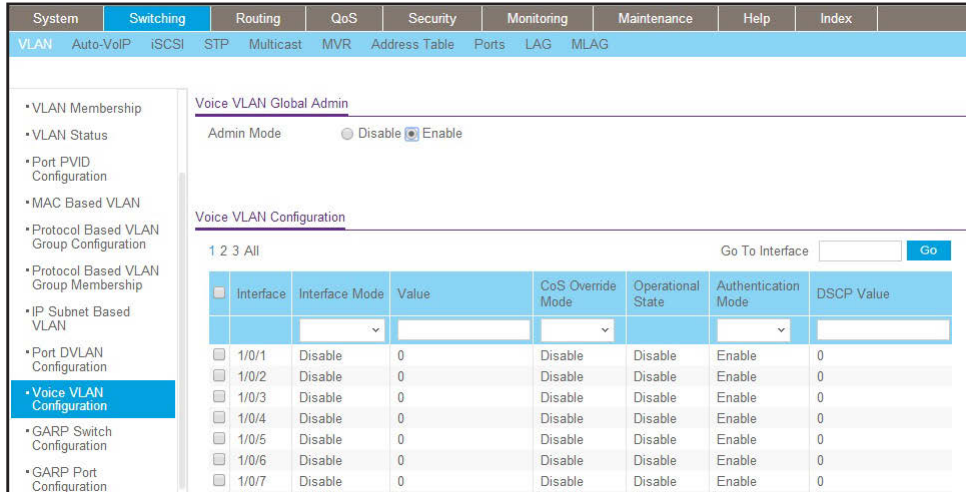 System Switching Routing QoS Security Monitoring Maintenance Help Index
VLAN Auto-VoIP iSCSI STP Multicast MVR Address Table Ports LAG MLAG
VLAN Membership
VLAN Status
Port PVID
Configuration
MAC Based VLAN
Protocol Based VLAN
Group Configuration
Protocol Based VLAN
Group Membership
IP Subnet Based
VLAN
Port DVLAN
Configuration
Voice VLAN
Configuration
GARP Switch
Configuration
GARP Port
Configuration
Voice VLAN Global Admin
Admin Mode Disable Enable
Voice VLAN Configuration
1 2 3 All Go To Interface Go
Interface Interface Mode Value CoS Override Mode Operational State Authentication Mode DSCP Value
1/0/1 Disable 0 Disable Disable Enable 0
1/0/2 Disable 0 Disable Disable Enable 0
1/0/3 Disable 0 Disable Disable Enable 0
1/0/4 Disable 0 Disable Disable Enable 0
1/0/5 Disable 0 Disable Disable Enable 0
1/0/6 Disable 0 Disable Disable Enable 0
1/0/7 Disable 0 Disable Disable Enable 0